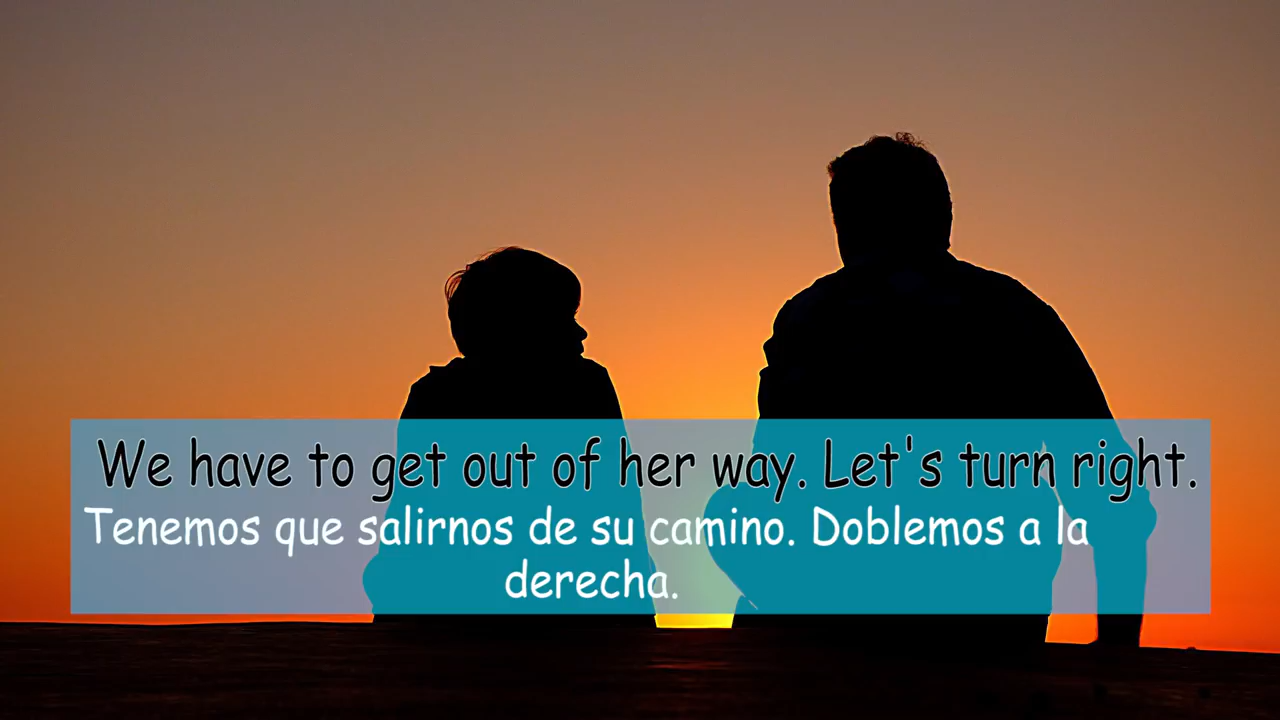 We have to get out of her way. Let's turn right.
Tenemos que salirnos de su camino. Doblemos a la
derecha.